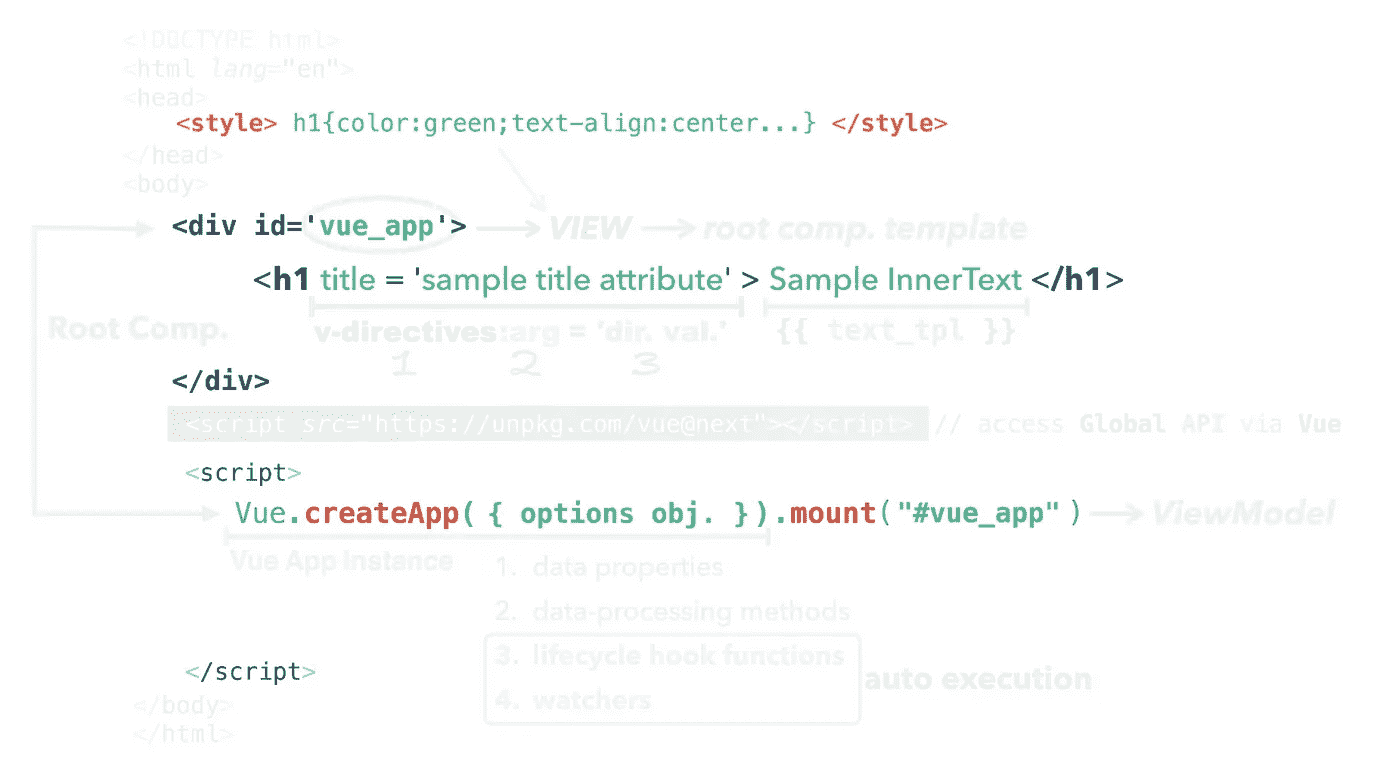 <!DOCTYPE html>
<html lang="en">
<head>
<style> h1{color:green;text-align:center...} </style>
</head>
<body>
<div id='vue_app'> VIEW root comp. template
<h1 title = 'sample title attribute' > Sample InnerText </h1>
Root Comp. v-directives:arg = 'dir. val.' {{ text_tpl }}
1 2 3
</div>
<script src="https://unpkg.com/vue@next"></script> // access Global API via Vue
<script>
Vue.createApp( { options obj. } ).mount("#vue_app" ) ViewModel
Vue App Instance 1. data properties
2. data-processing methods
3. lifecycle hook functions
</script> auto execution
4. watchers
</body>
</html>